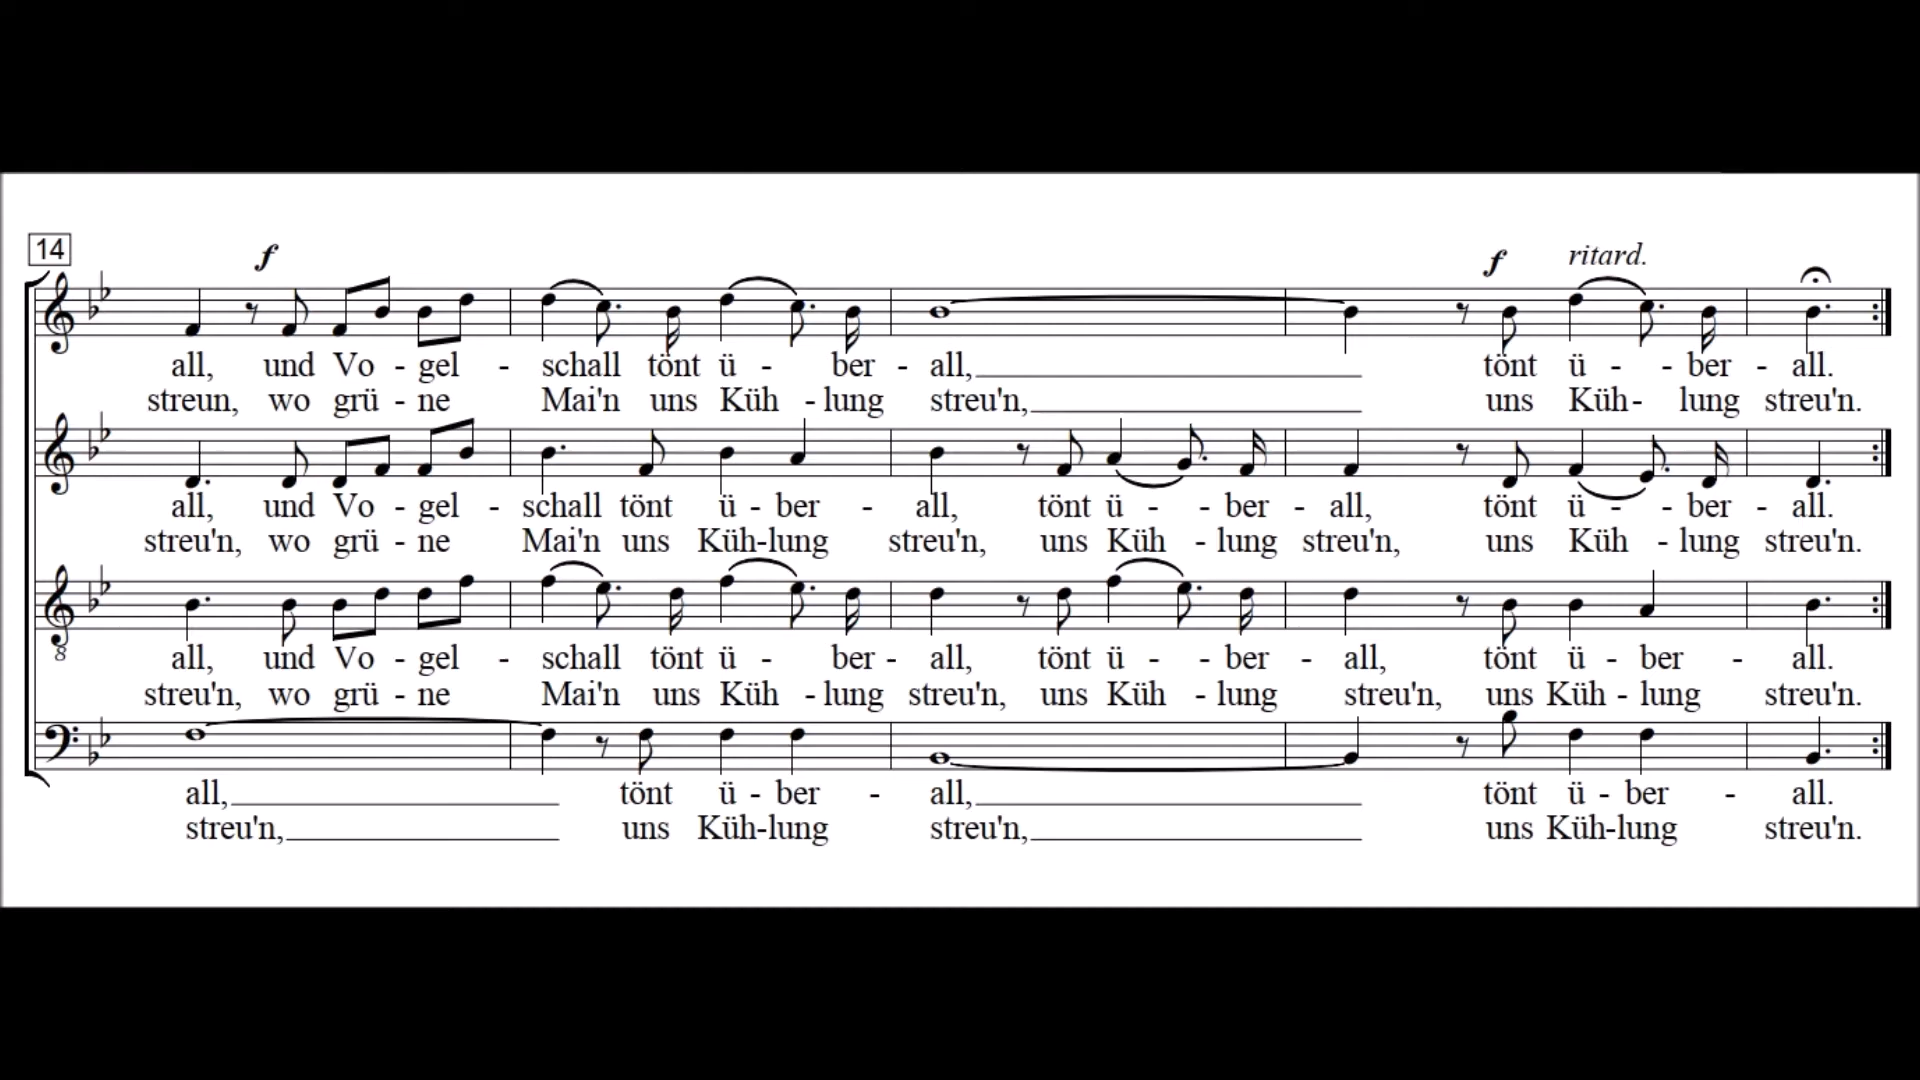 14
f f ritard.
all, und Vo - gel - schall tönt ü - ber - all, tönt ü - - ber - all.
streun, wo grü - ne Mai'n uns Küh - lung streu'n, uns Küh - lung streu'n.
all, und Vo - gel - schall tönt ü - ber - all, tönt ü - - ber - all, tönt ü - - ber - all.
streu'n, wo grü - ne Mai'n uns Küh-lung streu'n, uns Küh - lung streu'n, uns Küh - lung streu'n.
8
all, und Vo - gel - schall tönt ü - ber - all, tönt ü - - ber - all, tönt ü - ber - all.
streu'n, wo grü - ne Mai'n uns Küh - lung streu'n, uns Küh - lung streu'n, uns Küh - lung streu'n.
all, tönt ü - ber - all, tönt ü - ber - all.
streu'n, uns Küh-lung streu'n, uns Küh-lung streu'n.